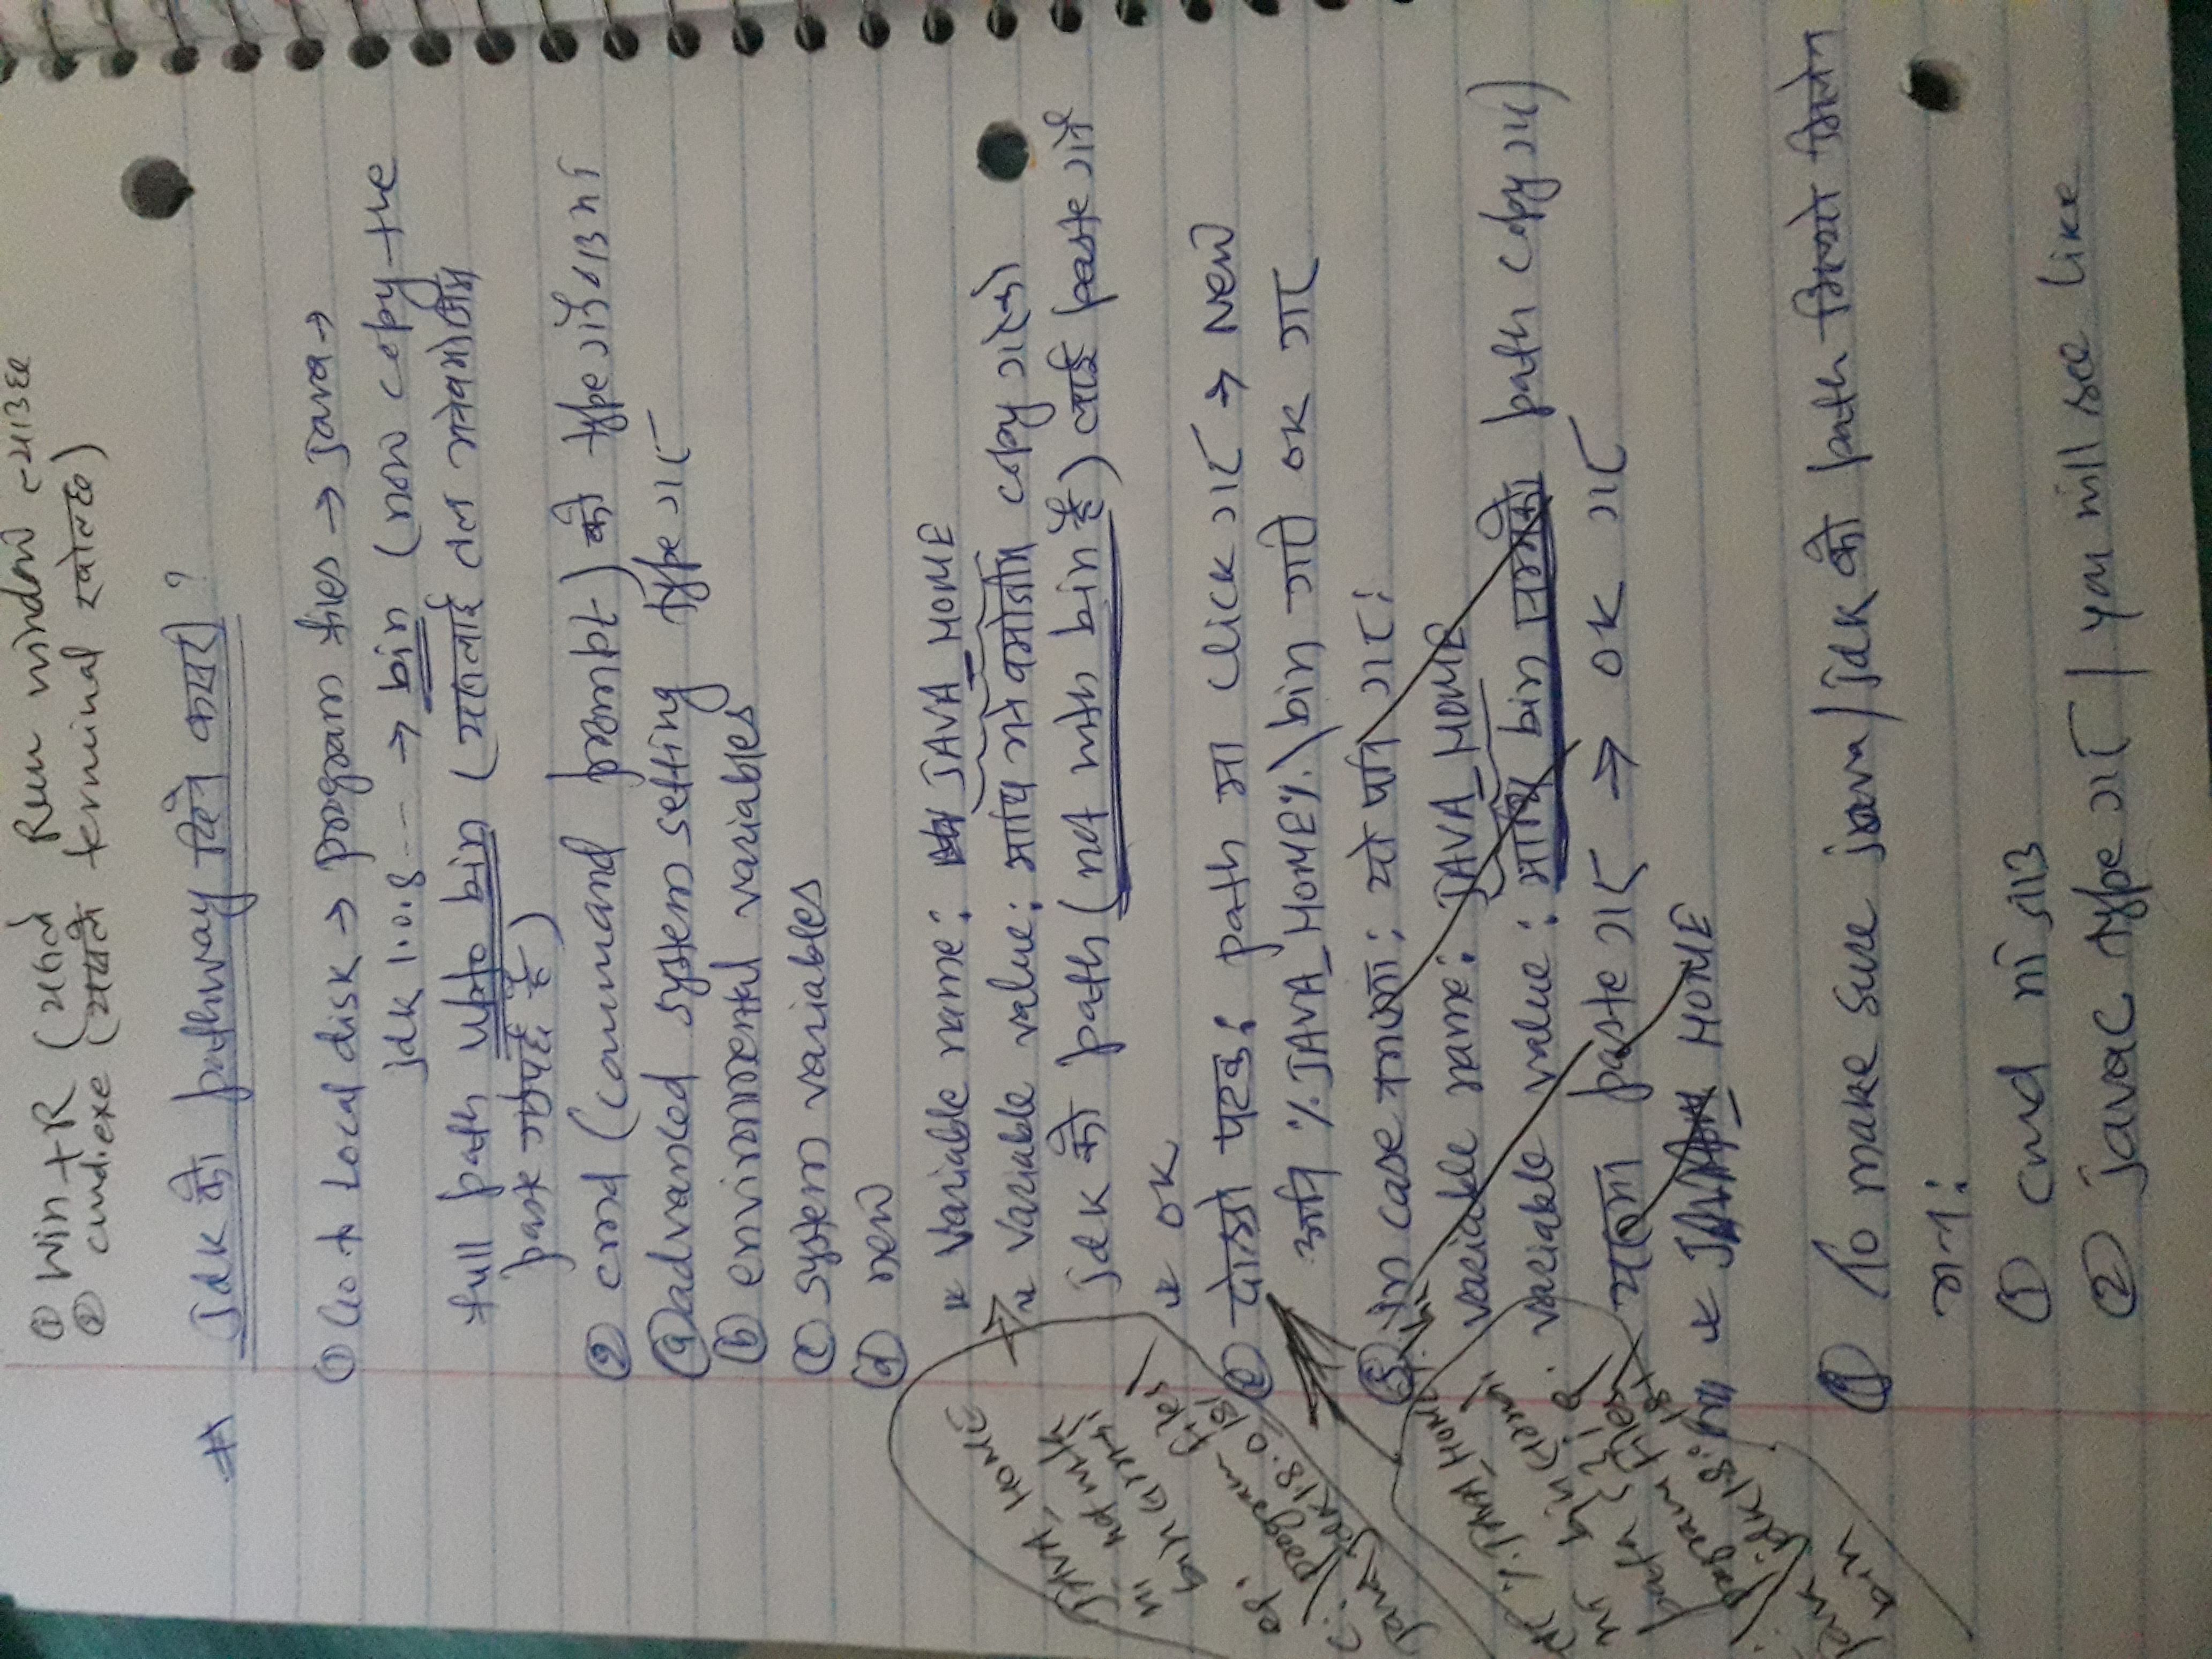 ① Win + R (यसले Run window ल्याउछ
② cmd.exe (यसले terminal खोल्छ)
# Jdk को pathway दिने कसरी ?
① Go to Local disk → program files → java →
jdk 1.0.8 --- → bin (now copy the
full path upto bin (यसलाई तल भनेबमोजिम
paste गर्नुपर्छ है)
② cmd (command prompt) को type गर्ने ठाउँमा
ⓐ advanced system setting type गर
ⓑ environmental variables
ⓒ system variables
ⓓ new
* Variable name: JAVA_HOME
* Variable value: माथि भनेबमोजिम copy गरेको
jdk को path (not with bin है) लाई paste गर्ने
* OK
ⓔ दोस्रो पटक: path मा click गर → New
अनि %JAVA_HOME%\bin गरी OK गर
③ in case नभएमा: यो पनि गर:
variable name: JAVA_HOME
variable value: माथि bin सम्मको path copy गर)
यसमा paste गर → OK गर
* JAVA HOME
To make sure java/jdk को path मिल्यो मिलेन
भन्न:
① cmd मा जाउ
② javac type गर / you will see like
JAVA_HOME
मा not with
bin
eg.
C:\program files\
java\jdk1.8.0_181
%JAVA_HOME%
मा bin
path
program files\
java\jdk1.8.0_181
bin